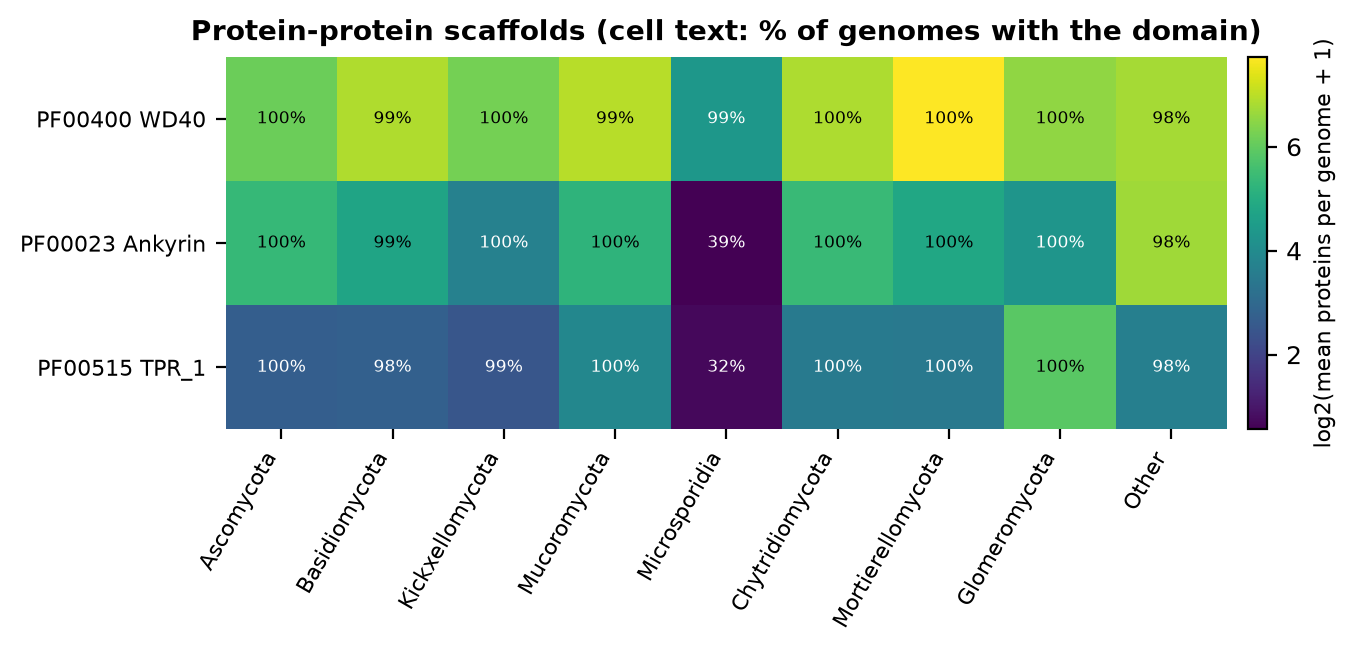 Protein-protein scaffolds (cell text: % of genomes with the domain)
PF00400 WD40
100% 99% 100% 99% 99% 100% 100% 100% 98%
PF00023 Ankyrin
100% 99% 100% 100% 39% 100% 100% 100% 98%
PF00515 TPR_1
100% 98% 99% 100% 32% 100% 100% 100% 98%
Ascomycota
Basidiomycota
Kickxellomycota
Mucoromycota
Microsporidia
Chytridiomycota
Mortierellomycota
Glomeromycota
Other
6
4
2
log2(mean proteins per genome + 1)